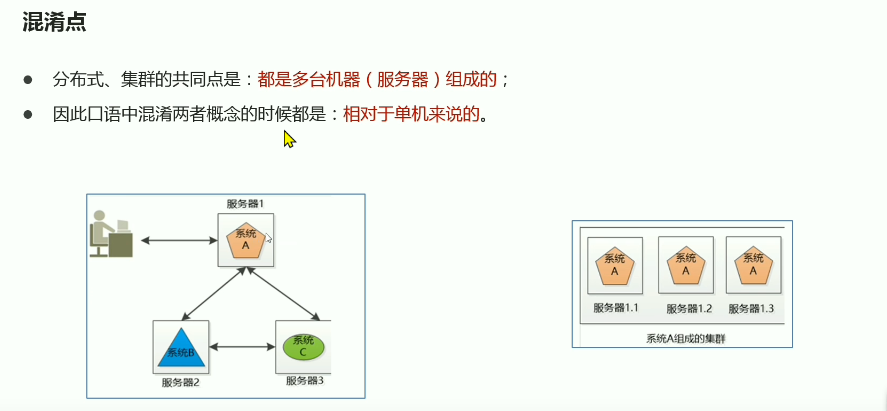 混淆点
● 分布式、集群的共同点是：都是多台机器（服务器）组成的；
● 因此口语中混淆两者概念的时候都是：相对于单机来说的。
服务器1
系统
A
系统B
系统
C
服务器2
服务器3
系统
A
系统
A
系统
A
服务器1.1
服务器1.2
服务器1.3
系统A组成的集群